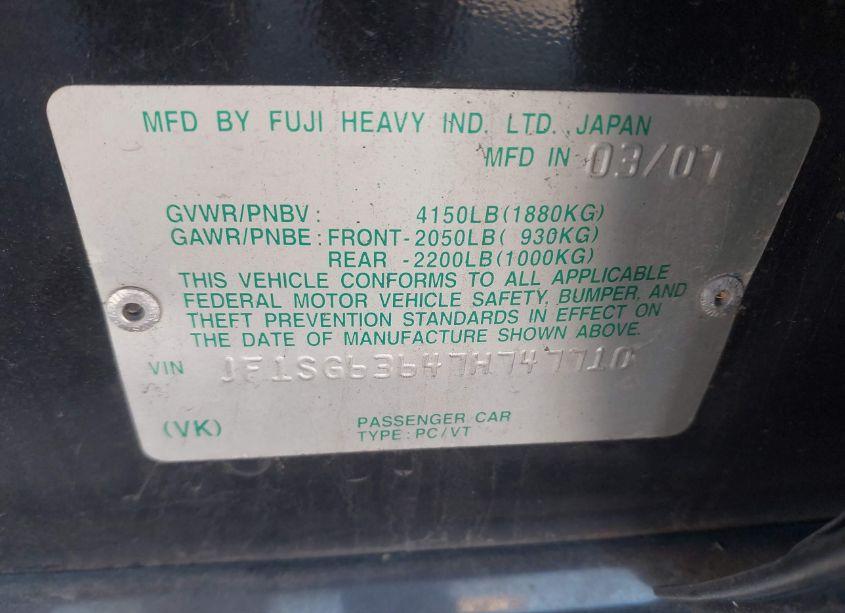 MFD BY FUJI HEAVY IND. LTD. JAPAN
MFD IN 03/07
GVWR/PNBV : 4150LB(1880KG)
GAWR/PNBE : FRONT-2050LB( 930KG)
REAR -2200LB(1000KG)
THIS VEHICLE CONFORMS TO ALL APPLICABLE
FEDERAL MOTOR VEHICLE SAFETY, BUMPER, AND
THEFT PREVENTION STANDARDS IN EFFECT ON
THE DATE OF MANUFACTURE SHOWN ABOVE.
VIN JF1SG63647H747710
(VK) PASSENGER CAR
TYPE : PC/VT